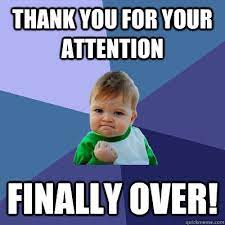 THANK YOU FOR YOUR
ATTENTION
FINALLY OVER!
quickmeme.com